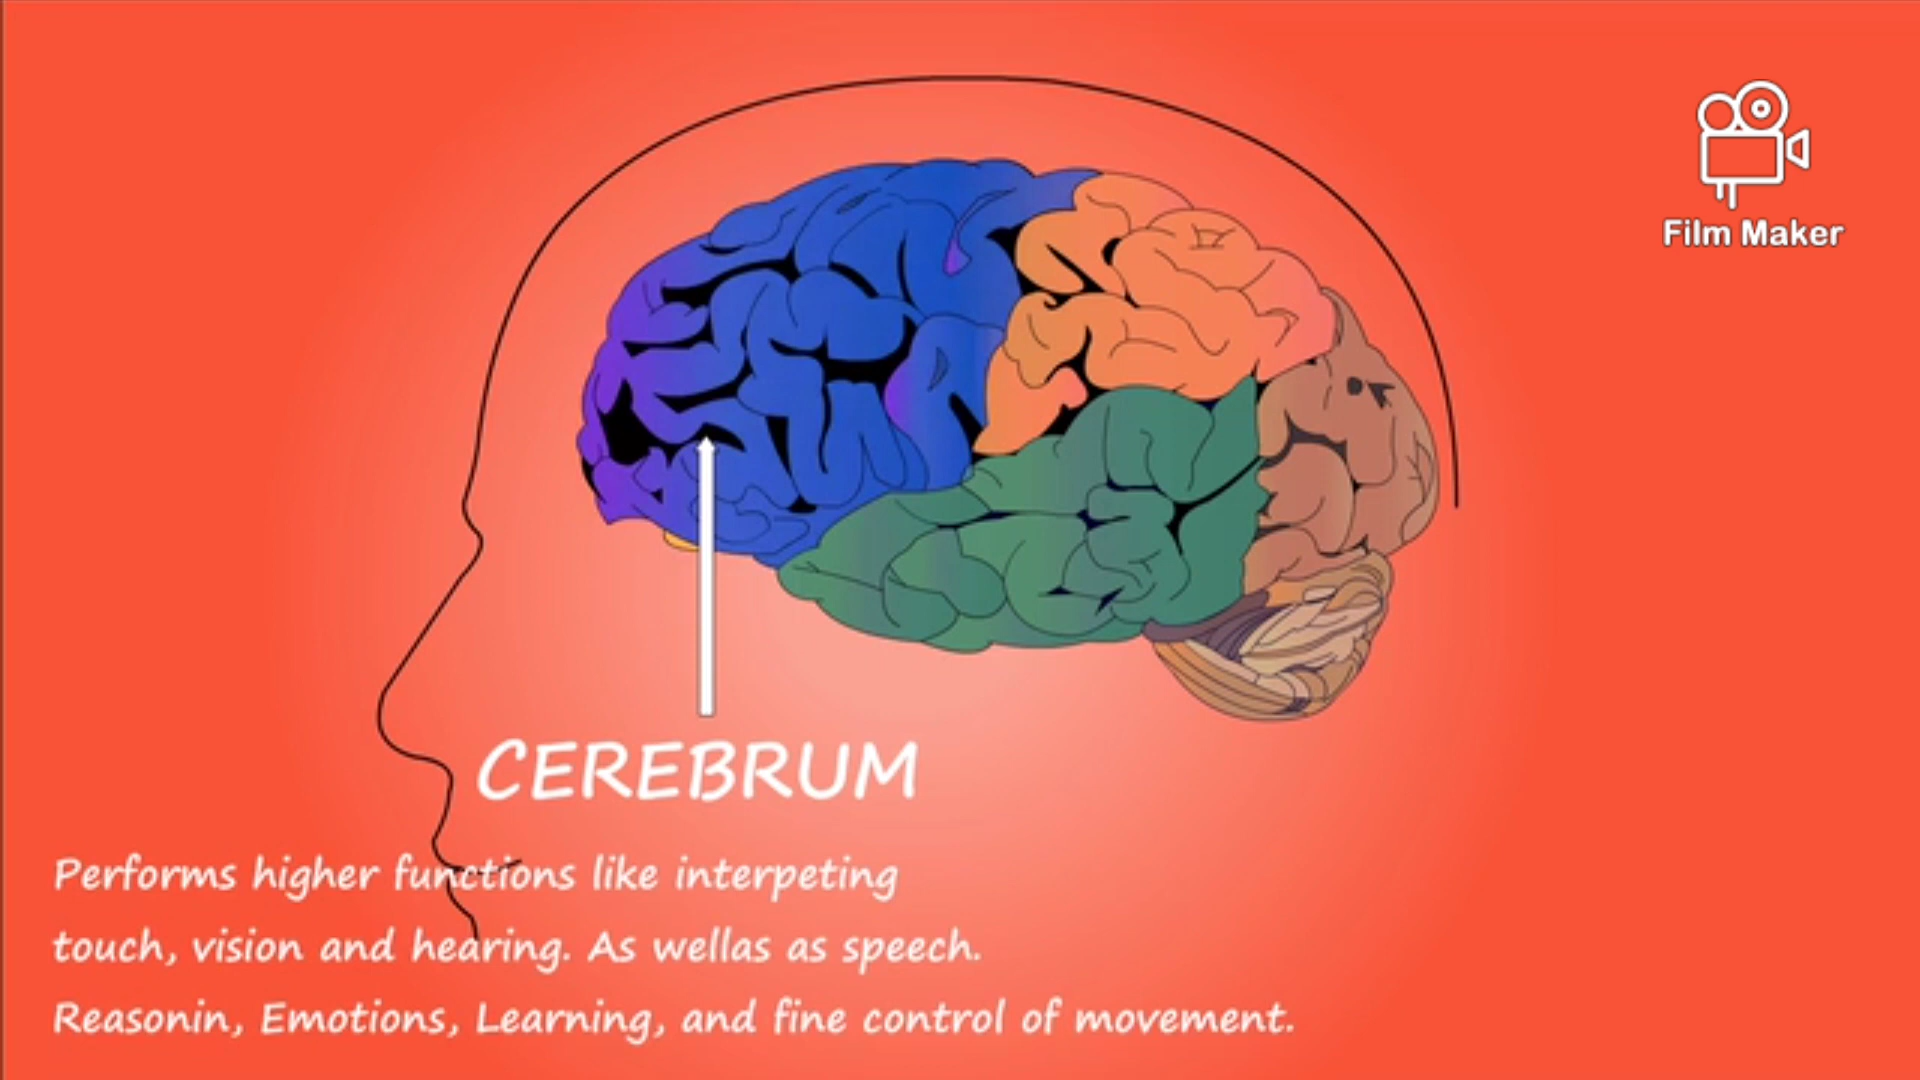 Film Maker
CEREBRUM
Performs higher functions like interpeting
touch, vision and hearing. As wellas as speech.
Reasonin, Emotions, Learning, and fine control of movement.